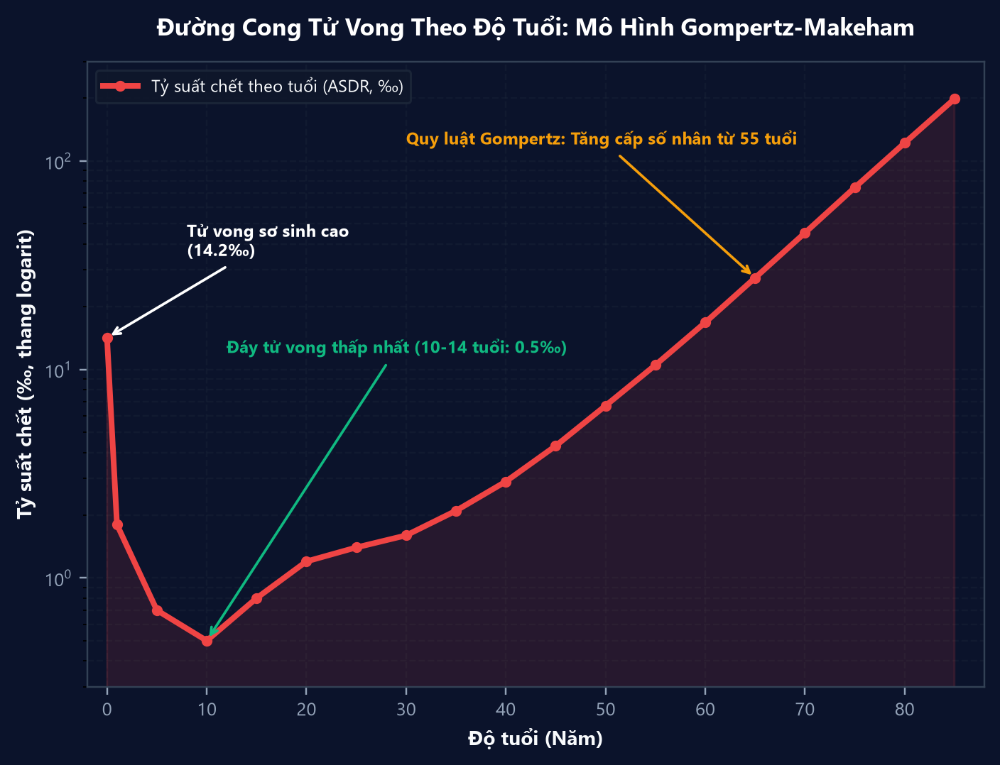 Đường Cong Tử Vong Theo Độ Tuổi: Mô Hình Gompertz-Makeham
Tỷ suất chết theo tuổi (ASDR, ‰)
Quy luật Gompertz: Tăng cấp số nhân từ 55 tuổi
Tử vong sơ sinh cao
(14.2‰)
Đáy tử vong thấp nhất (10-14 tuổi: 0.5‰)
Tỷ suất chết (‰, thang logarit)
10²
10¹
10⁰
0 10 20 30 40 50 60 70 80
Độ tuổi (Năm)